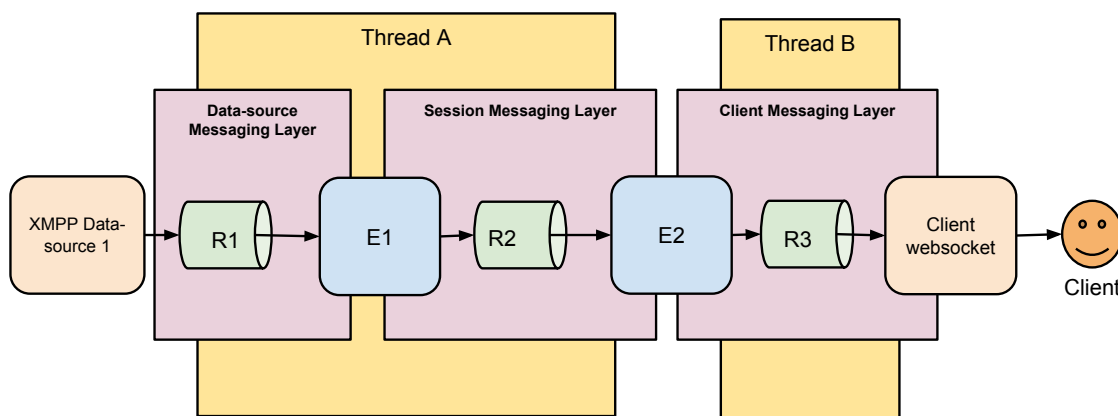 Thread A
Thread B
Data-source
Messaging Layer
Session Messaging Layer
Client Messaging Layer
XMPP Data-
source 1
R1
E1
R2
E2
R3
Client
websocket
Client